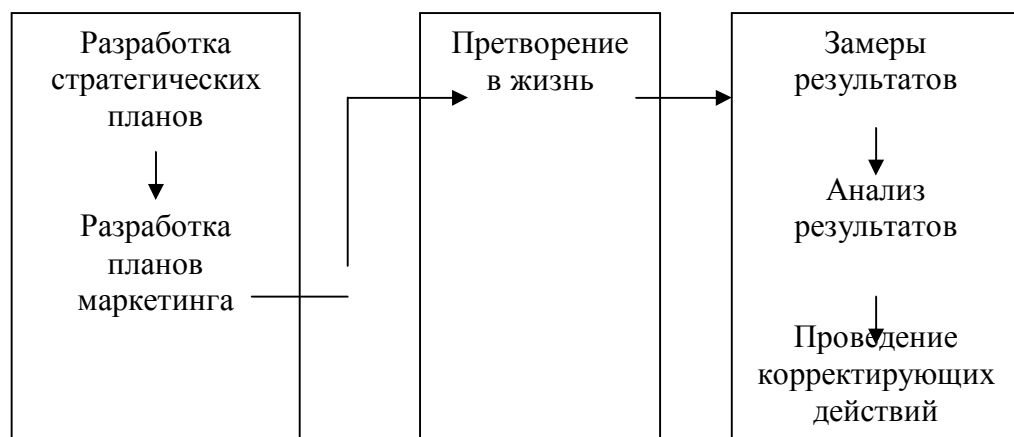 Разработка
стратегических
планов
Разработка
планов
маркетинга
Претворение
в жизнь
Замеры
результатов
Анализ
результатов
Проведение
корректирующих
действий